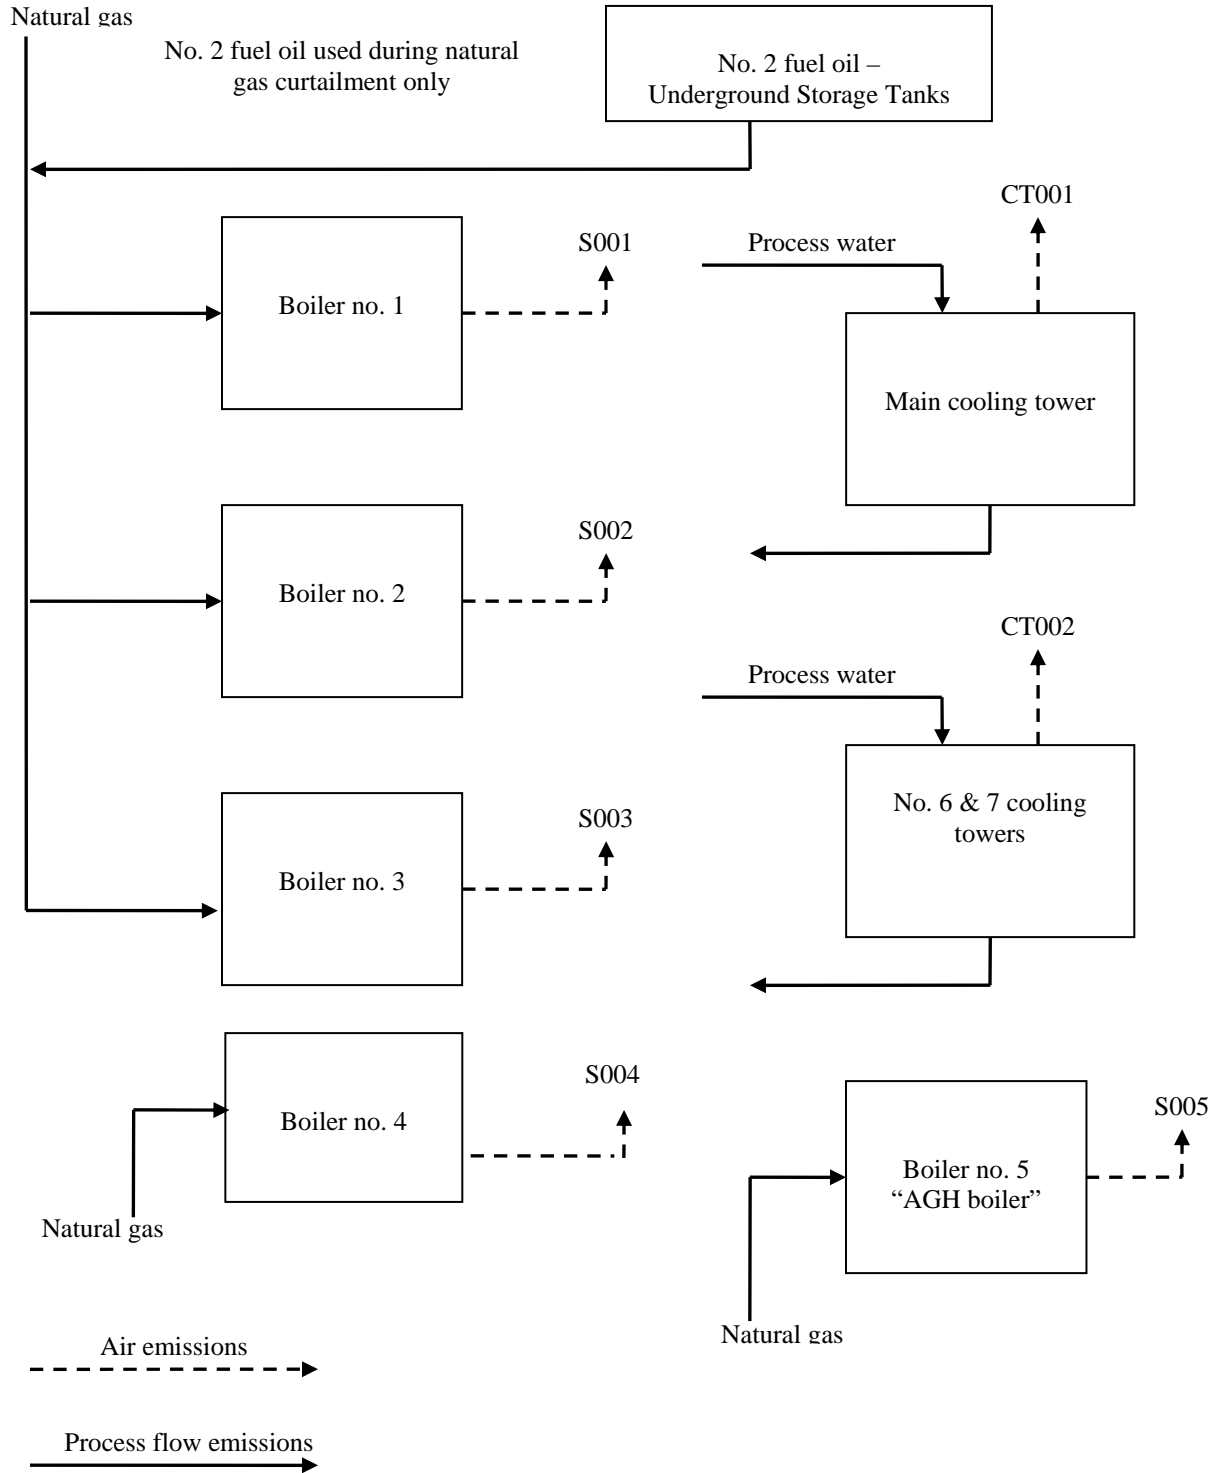 Natural gas
No. 2 fuel oil used during natural
gas curtailment only
No. 2 fuel oil –
Underground Storage Tanks
CT001
S001
Process water
Boiler no. 1
Main cooling tower
S002
Boiler no. 2
CT002
Process water
S003
No. 6 & 7 cooling
towers
Boiler no. 3
S004
Boiler no. 4
S005
Boiler no. 5
“AGH boiler”
Natural gas
Natural gas
Air emissions
Process flow emissions